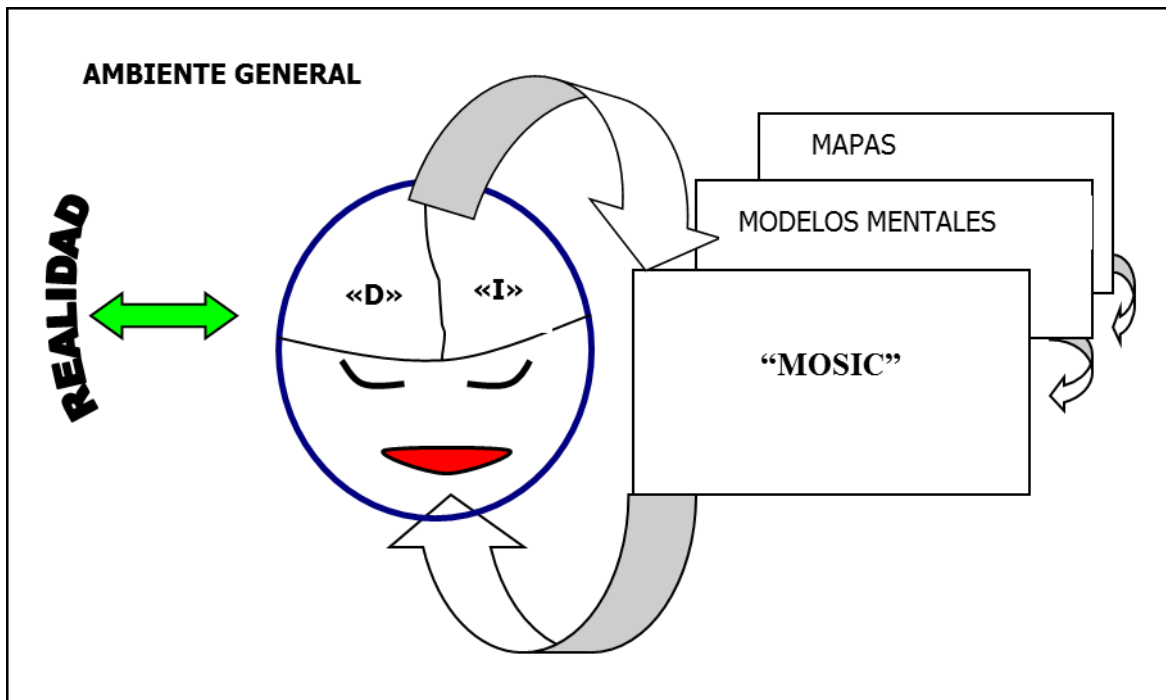 AMBIENTE GENERAL
REALIDAD
«D»
«I»
MAPAS
MODELOS MENTALES
“MOSIC”